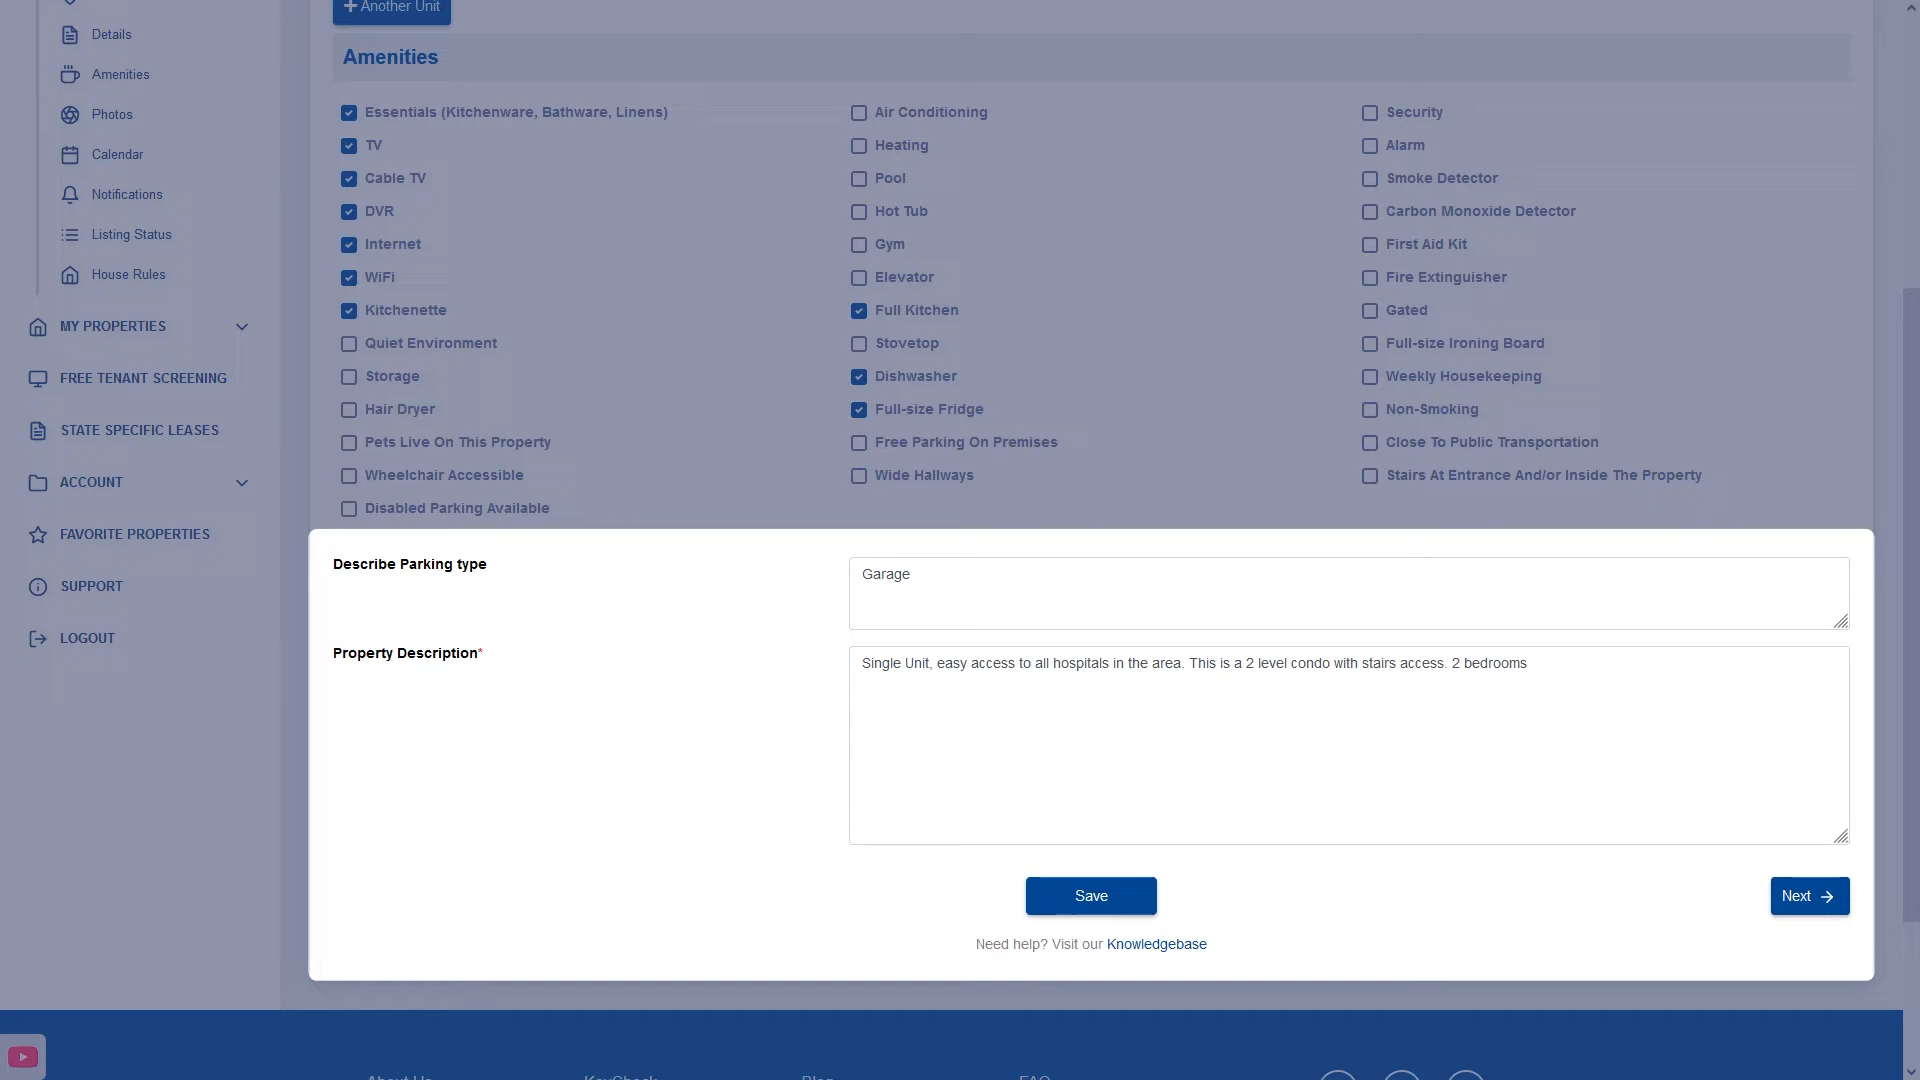 Another Unit
Details
Amenities
Photos
Calendar
Notifications
Listing Status
House Rules
MY PROPERTIES
FREE TENANT SCREENING
STATE SPECIFIC LEASES
ACCOUNT
FAVORITE PROPERTIES
SUPPORT
LOGOUT
Amenities
Essentials (Kitchenware, Bathware, Linens)
Air Conditioning
Security
TV
Heating
Alarm
Cable TV
Pool
Smoke Detector
DVR
Hot Tub
Carbon Monoxide Detector
Internet
Gym
First Aid Kit
WiFi
Elevator
Fire Extinguisher
Kitchenette
Full Kitchen
Gated
Quiet Environment
Stovetop
Full-size Ironing Board
Storage
Dishwasher
Weekly Housekeeping
Hair Dryer
Full-size Fridge
Non-Smoking
Pets Live On This Property
Free Parking On Premises
Close To Public Transportation
Wheelchair Accessible
Wide Hallways
Stairs At Entrance And/or Inside The Property
Disabled Parking Available
Describe Parking type
Garage
Property Description*
Single Unit, easy access to all hospitals in the area. This is a 2 level condo with stairs access. 2 bedrooms
Save
Next
Need help? Visit our Knowledgebase
About Us
KeyCheck
Blog
FAQ